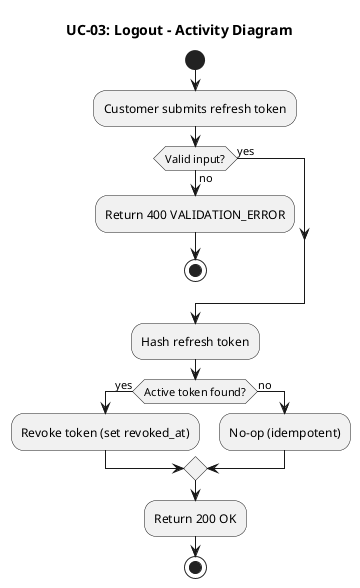 UC-03: Logout - Activity Diagram
Customer submits refresh token
Valid input?
yes
no
Return 400 VALIDATION_ERROR
Hash refresh token
yes
Active token found?
no
Revoke token (set revoked_at)
No-op (idempotent)
Return 200 OK